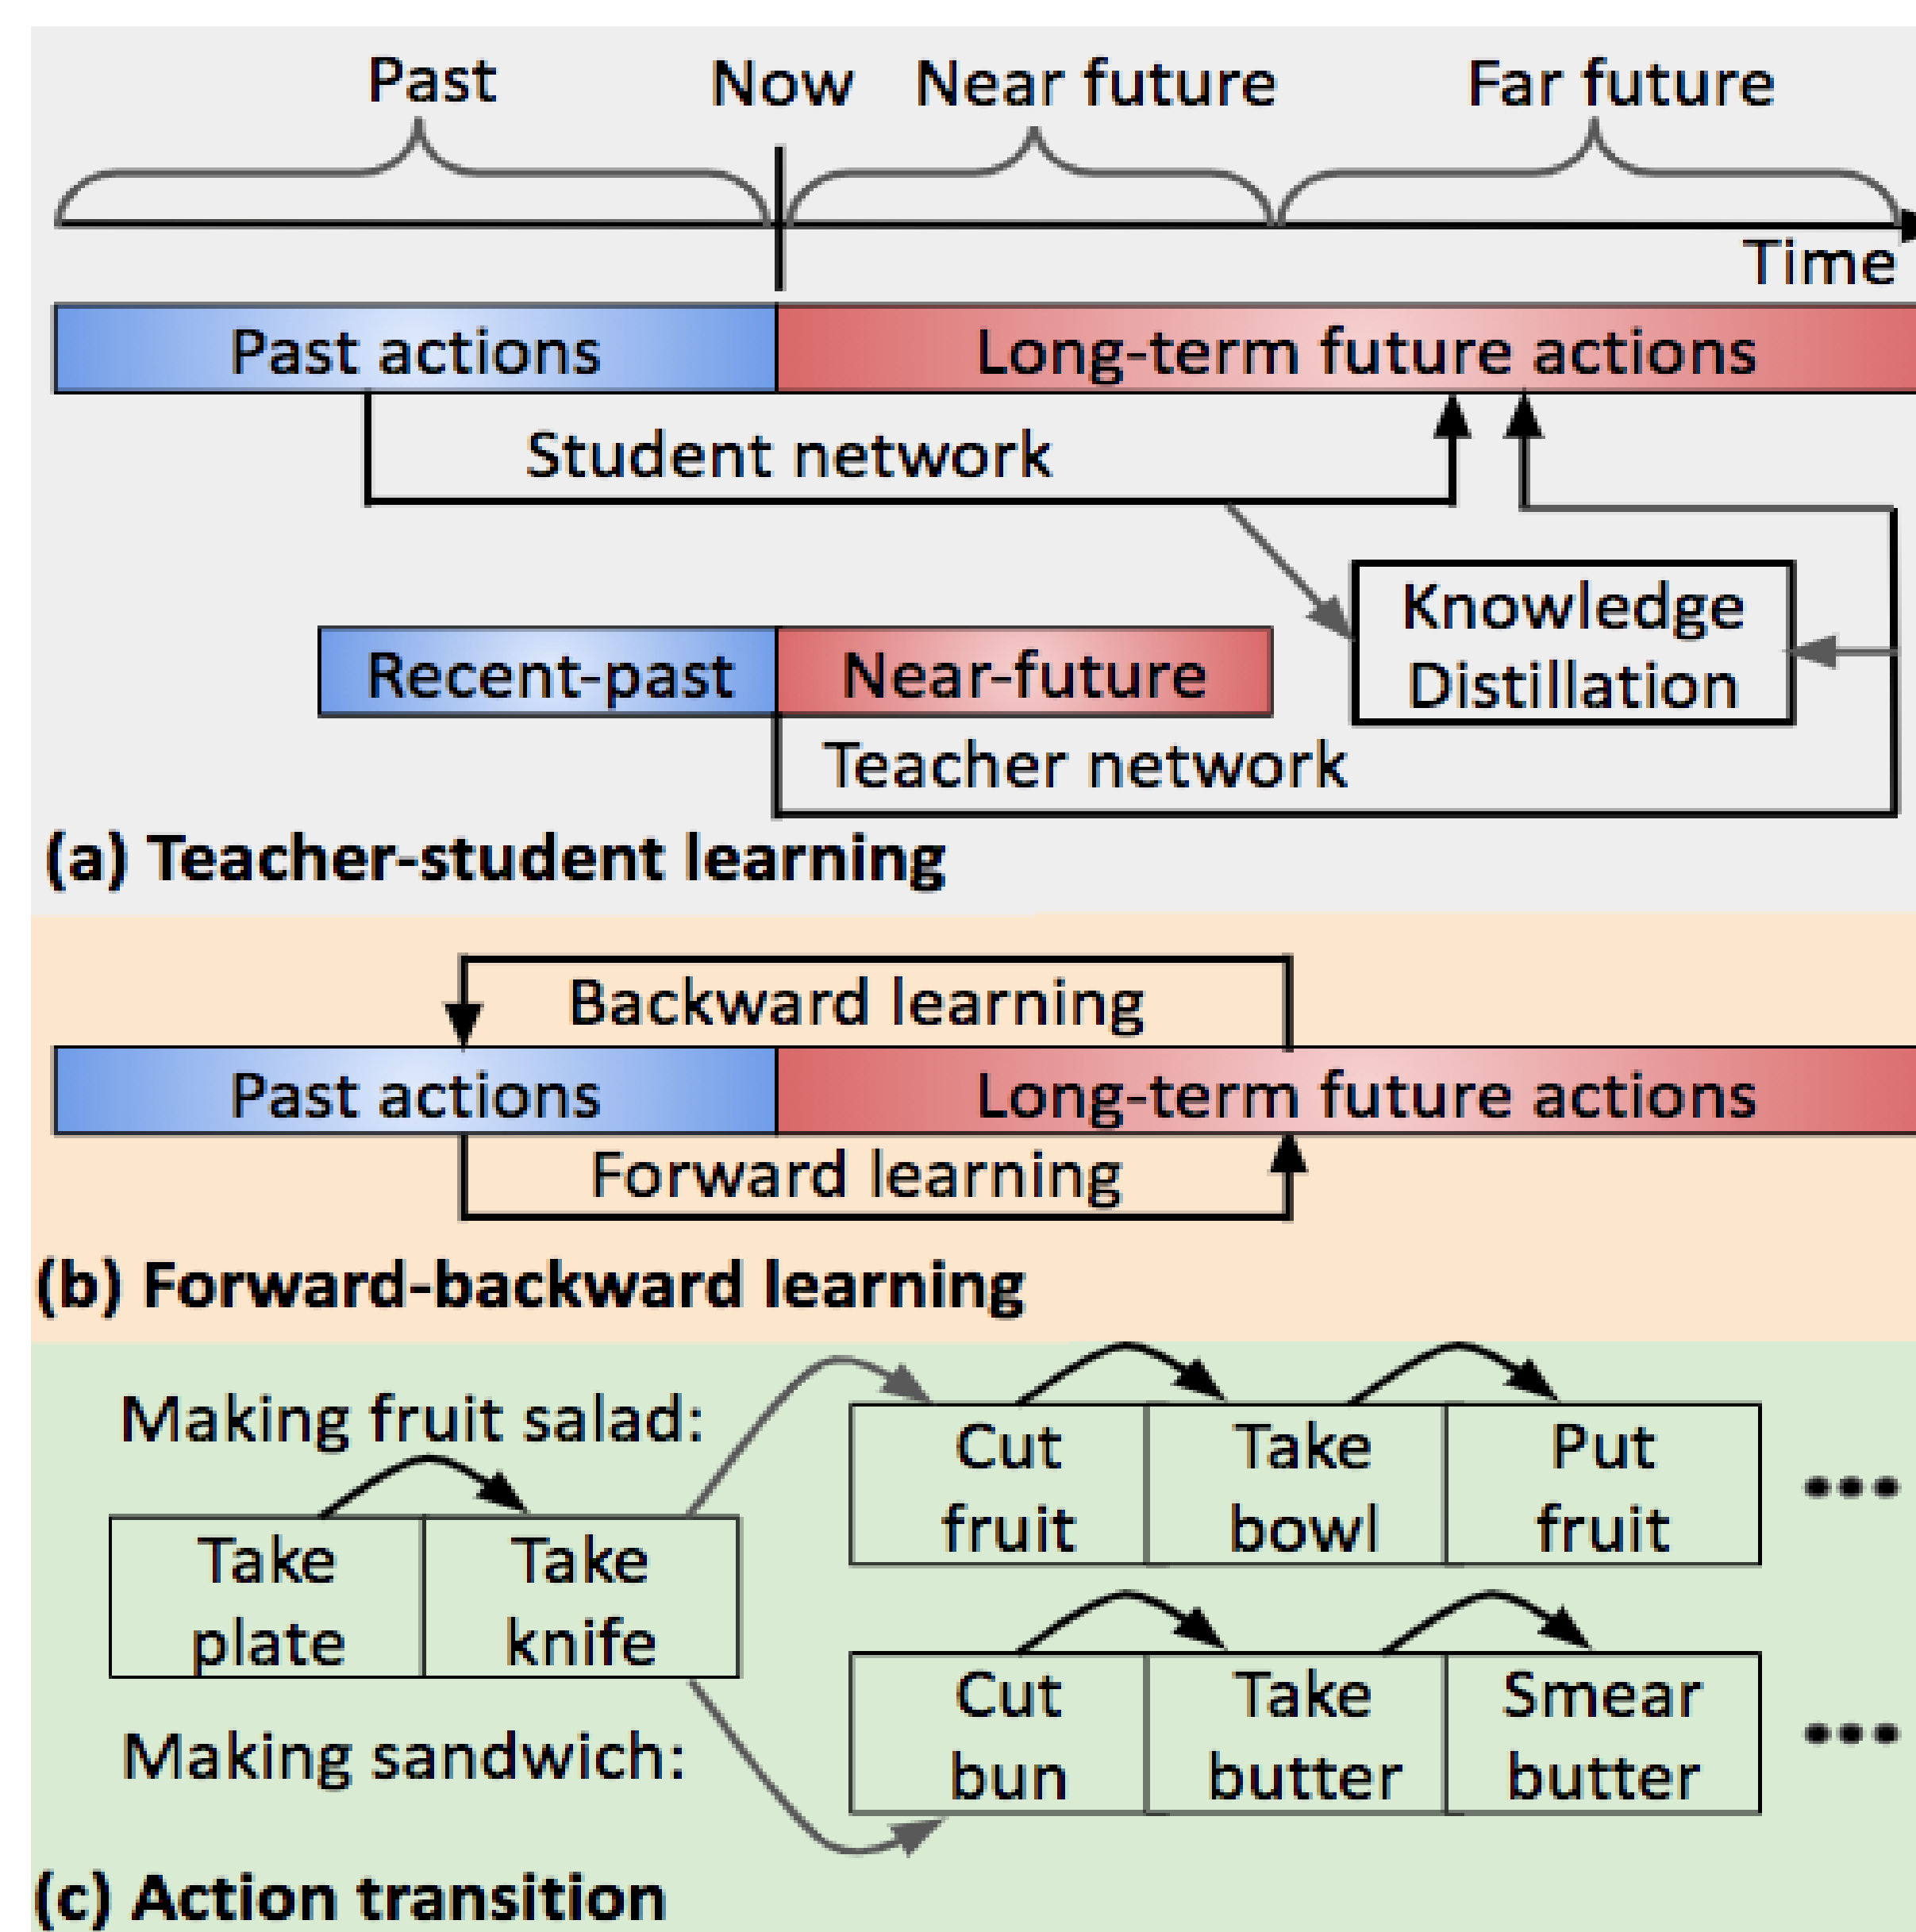 Past
Now
Near future
Far future
Time
Past actions
Long-term future actions
Student network
Knowledge
Distillation
Recent-past
Near-future
Teacher network
(a) Teacher-student learning
Backward learning
Past actions
Long-term future actions
Forward learning
(b) Forward-backward learning
Making fruit salad:
Take
plate
Take
knife
Cut
fruit
Take
bowl
Put
fruit
•••
Making sandwich:
Cut
bun
Take
butter
Smear
butter
•••
(c) Action transition